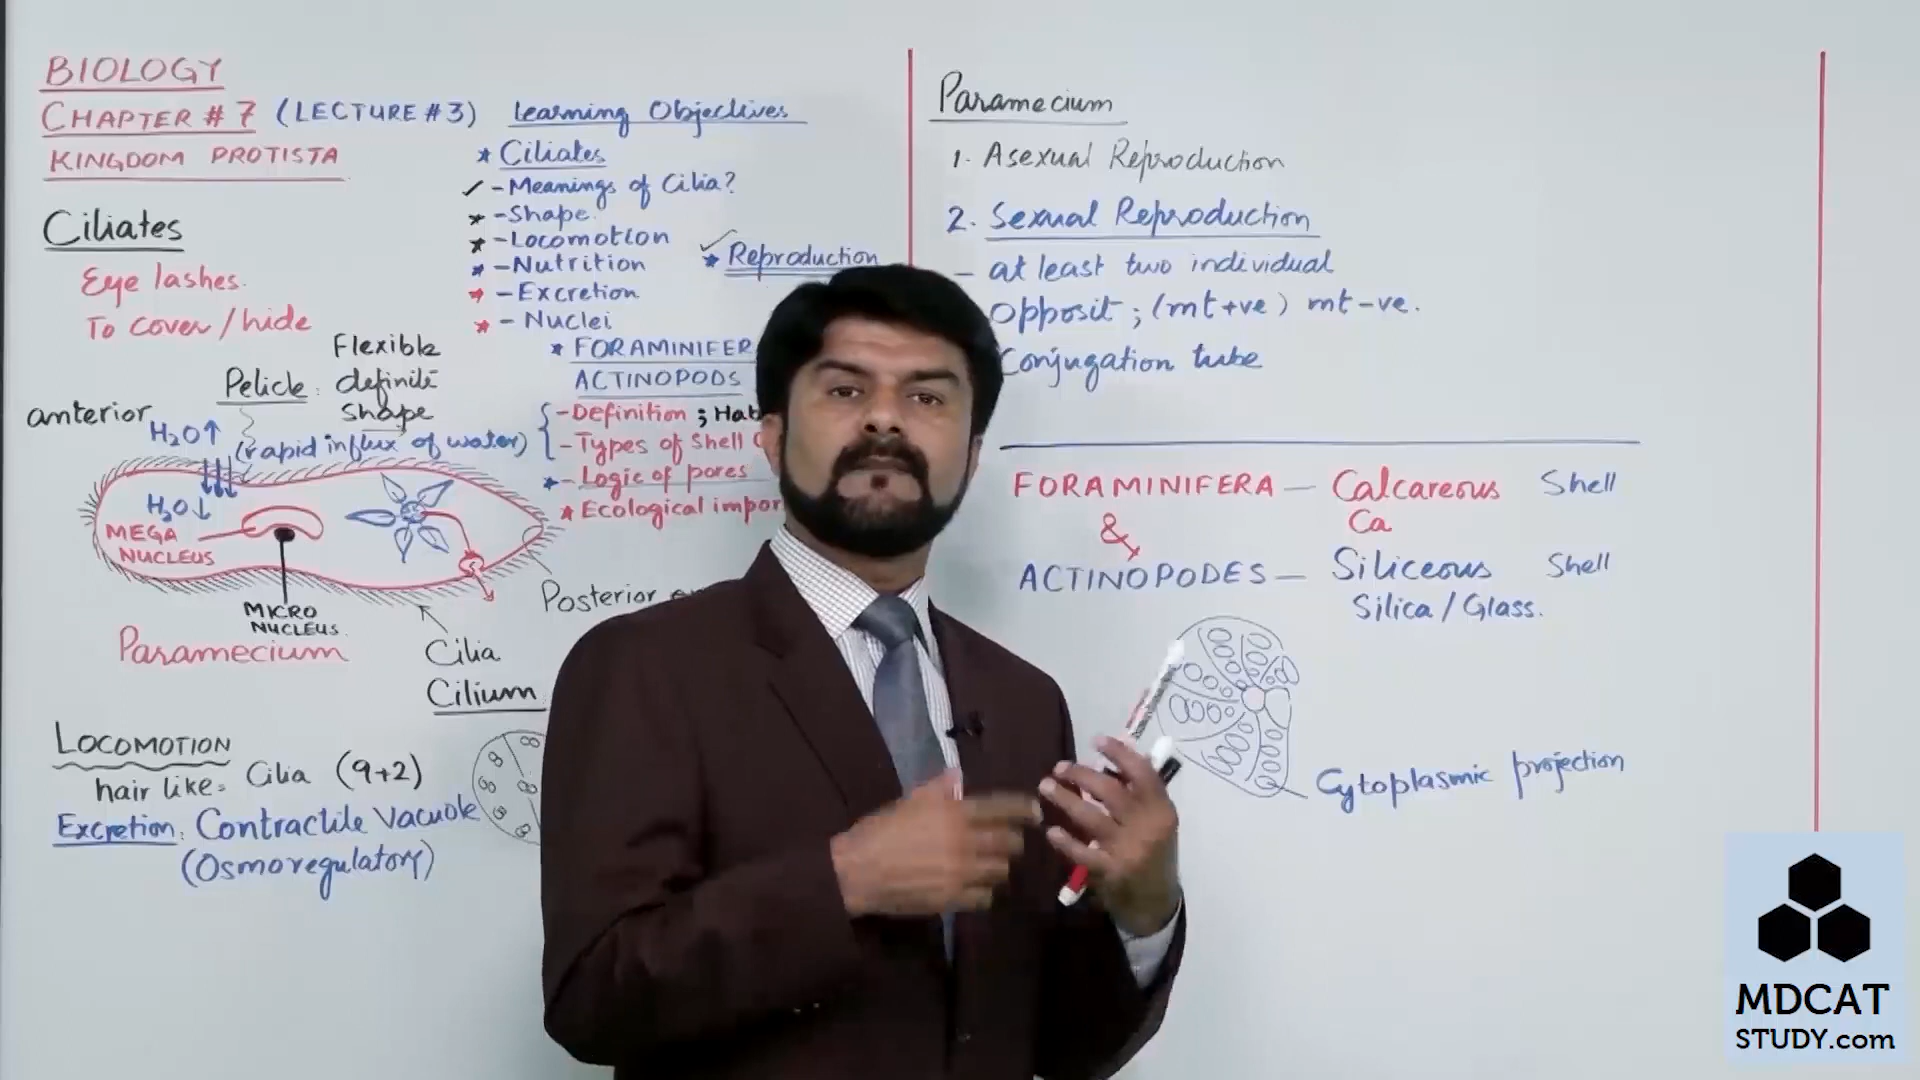 BIOLOGY
CHAPTER # 7 (LECTURE # 3)
KINGDOM PROTISTA
Ciliates
Eye lashes.
To cover / hide
Learning Objectives
* Ciliates
- Meanings of Cilia?
* - Shape.
* - Locomotion
* - Nutrition
* - Excretion
* - Nuclei
* Reproduction
* FORAMINIFER
ACTINOPODS
- Definition ; Hab
- Types of Shell
* - Logic of pores
* Ecological impor
Pelicle : Flexible
definite
shape
anterior
H2O ↑
(rapid influx of water)
H2O ↓
MEGA
NUCLEUS
MICRO
NUCLEUS.
Posterior
Paramecium
Cilia
Cilium
LOCOMOTION
hair like = Cilia (9+2)
Excretion : Contractile Vacuole
(Osmoregulatory)
Paramecium
1. Asexual Reproduction
2. Sexual Reproduction
- at least two individual
Opposit ; (mt+ve) mt-ve.
Conjugation tube
FORAMINIFERA — Calcareous Shell
Ca
&
ACTINOPODES — Siliceous Shell
Silica / Glass.
Cytoplasmic projection
MDCAT
STUDY.com